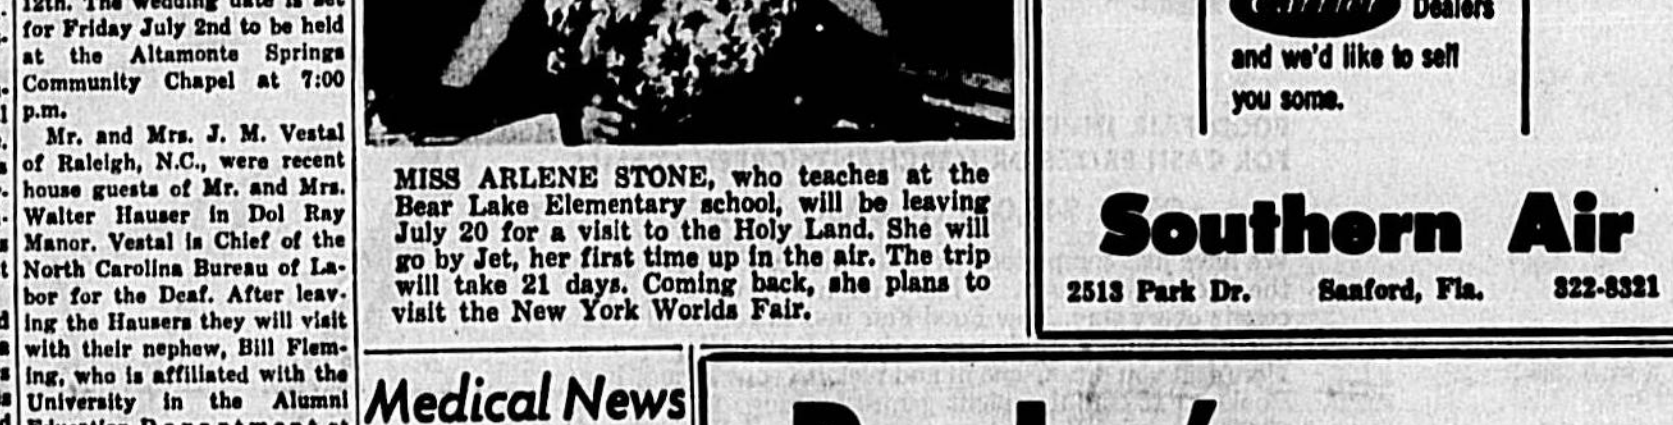 12th. The wedding date is set
for Friday July 2nd to be held
at the Altamonte Springs
Community Chapel at 7:00
p.m.
Mr. and Mrs. J. M. Vestal
of Raleigh, N.C., were recent
house guests of Mr. and Mrs.
Walter Hauser in Dol Ray
Manor. Vestal is Chief of the
North Carolina Bureau of La-
bor for the Deaf. After leav-
ing the Hausers they will visit
with their nephew, Bill Flem-
ing, who is affiliated with the
University in the Alumni
MISS ARLENE STONE, who teaches at the
Bear Lake Elementary school, will be leaving
July 20 for a visit to the Holy Land. She will
go by Jet, her first time up in the air. The trip
will take 21 days. Coming back, she plans to
visit the New York Worlds Fair.
Medical News
Dealers
and we'd like to sell
you some.
Southern Air
2513 Park Dr. Sanford, Fla. 322-8321